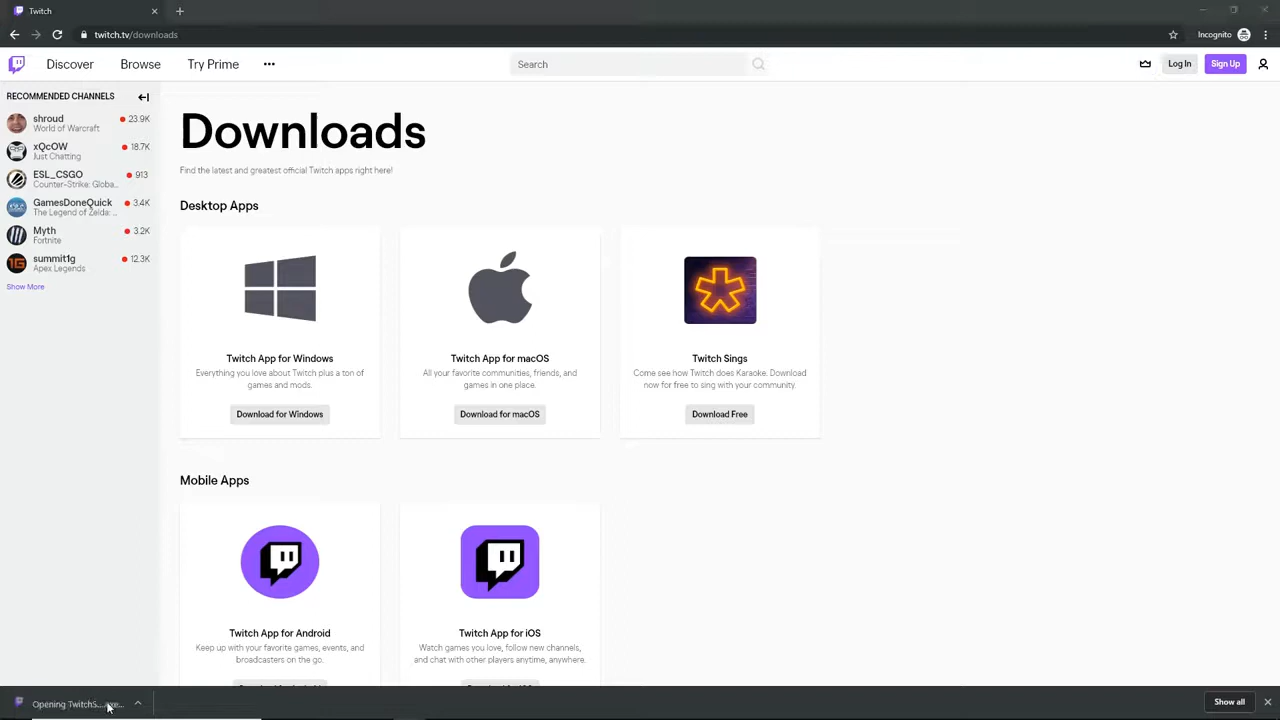 Twitch
twitch.tv/downloads
Incognito
Discover
Browse
Try Prime
Search
Log In
Sign Up
RECOMMENDED CHANNELS
shroud
23.9K
World of Warcraft
xQcOW
18.7K
Just Chatting
ESL_CSGO
913
Counter-Strike: Globa...
GamesDoneQuick
3.4K
The Legend of Zelda: ...
Myth
3.2K
Fortnite
summit1g
12.3K
Apex Legends
Show More
Downloads
Find the latest and greatest official Twitch apps right here!
Desktop Apps
Twitch App for Windows
Everything you love about Twitch plus a ton of
games and mods.
Download for Windows
Twitch App for macOS
All your favorite communities, friends, and
games in one place.
Download for macOS
Twitch Sings
Come see how Twitch does Karaoke. Download
now for free to sing with your community.
Download Free
Mobile Apps
Twitch App for Android
Keep up with your favorite games, events, and
broadcasters on the go.
Twitch App for iOS
Watch games you love, follow new channels,
and chat with other players anytime, anywhere.
Opening TwitchS....exe...
Show all